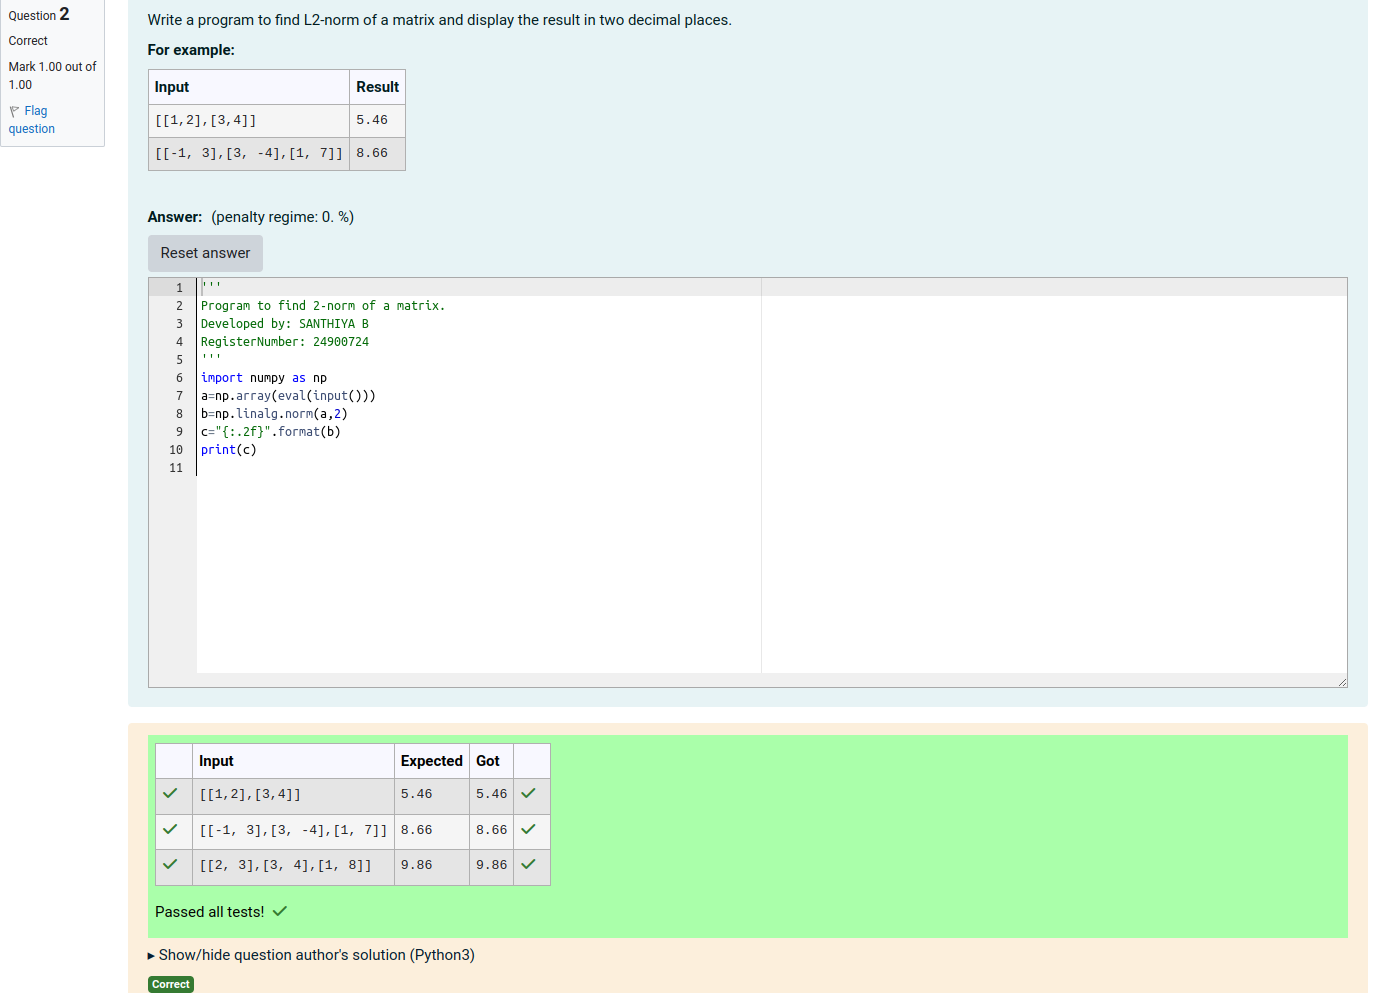 Question 2
Correct
Mark 1.00 out of
1.00
Flag
question
Write a program to find L2-norm of a matrix and display the result in two decimal places.
For example:
Input Result
[[1,2],[3,4]] 5.46
[[-1, 3],[3, -4],[1, 7]] 8.66
Answer: (penalty regime: 0. %)
Reset answer
1 '''
2 Program to find 2-norm of a matrix.
3 Developed by: SANTHIYA B
4 RegisterNumber: 24900724
5 '''
6 import numpy as np
7 a=np.array(eval(input()))
8 b=np.linalg.norm(a,2)
9 c="{:.2f}".format(b)
10 print(c)
11
Input Expected Got
[[1,2],[3,4]] 5.46 5.46
[[-1, 3],[3, -4],[1, 7]] 8.66 8.66
[[2, 3],[3, 4],[1, 8]] 9.86 9.86
Passed all tests!
Show/hide question author's solution (Python3)
Correct